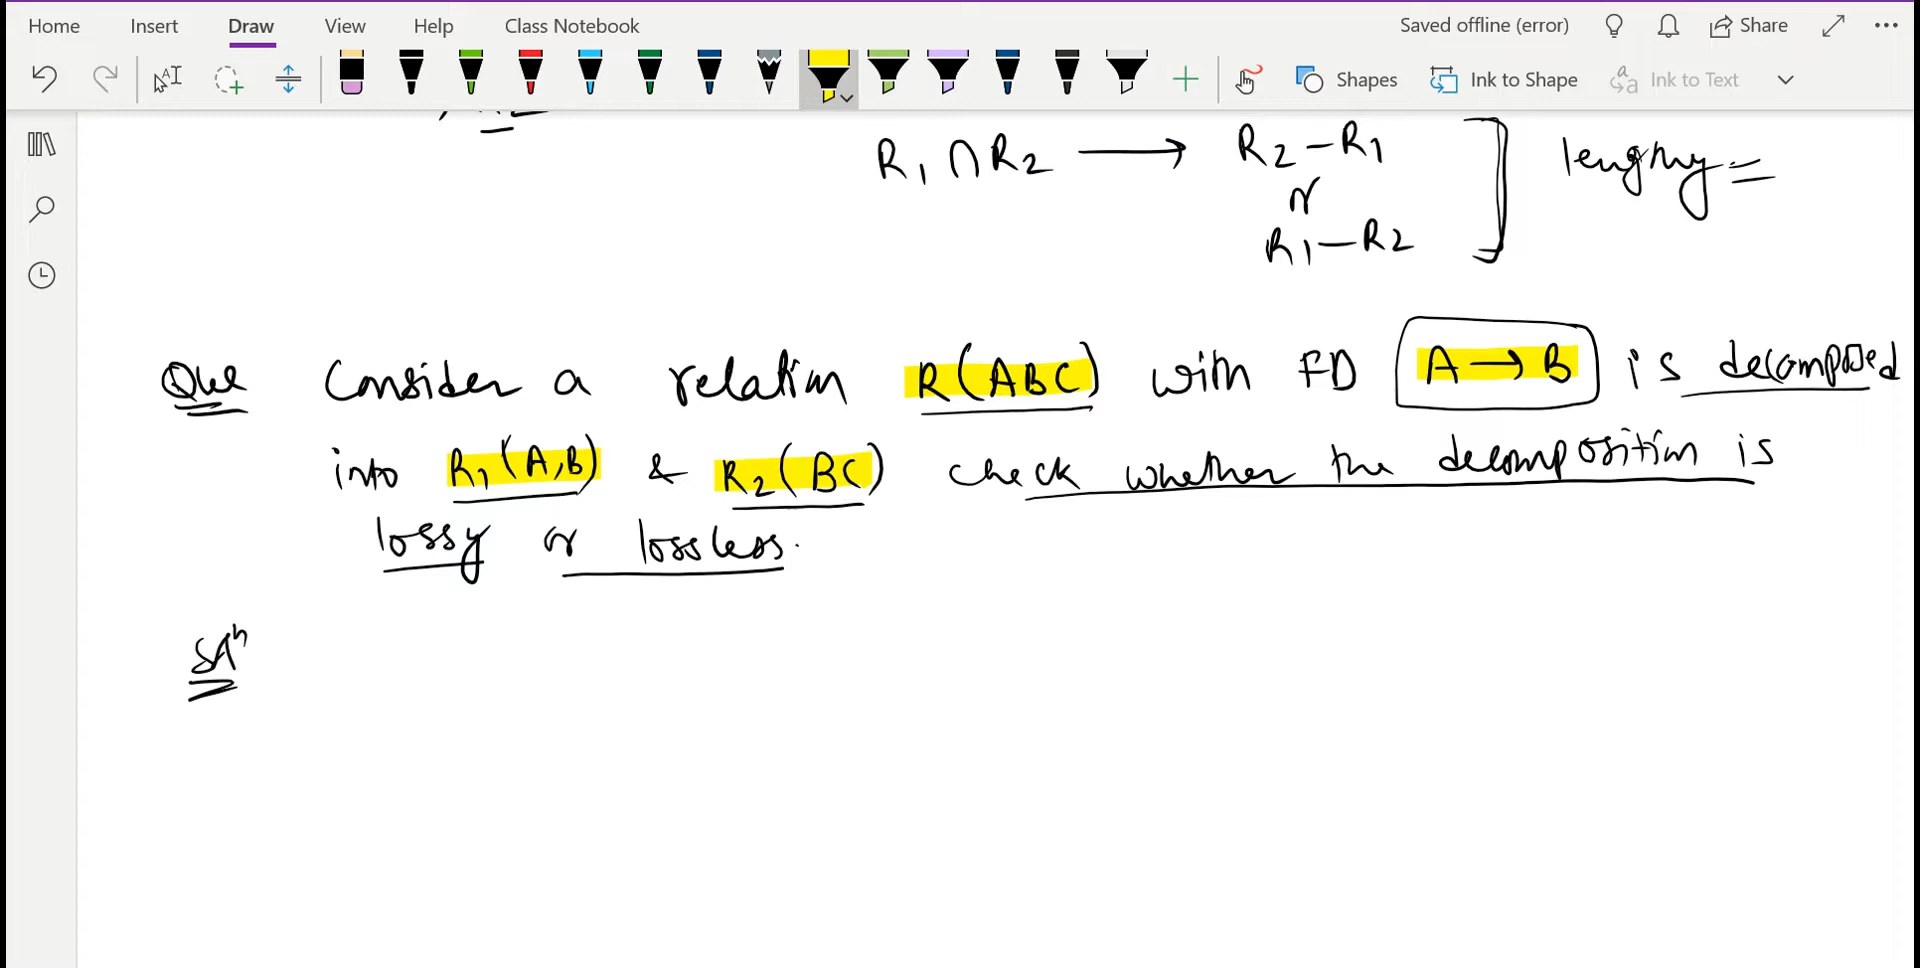 Home Insert Draw View Help Class Notebook Saved offline (error) Share
Shapes Ink to Shape Ink to Text
R1 ∩ R2 → R2 – R1
or
R1 – R2
Que Consider a relation R(ABC) with FD A → B is decomposed
into R1(A,B) & R2(BC) check whether the decomposition is
lossy or lossless.
Solⁿ